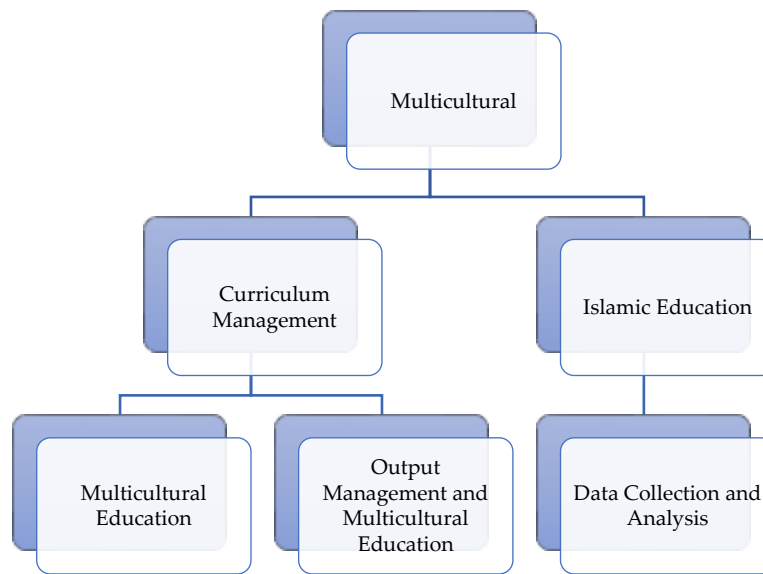 Multicultural
Curriculum
Management
Islamic Education
Multicultural
Education
Output
Management and
Multicultural
Education
Data Collection and
Analysis